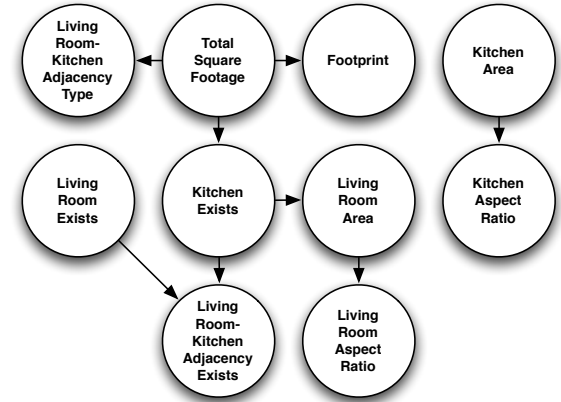 Living
Room-
Kitchen
Adjacency
Type
Total
Square
Footage
Footprint
Kitchen
Area
Living
Room
Exists
Kitchen
Exists
Living
Room
Area
Kitchen
Aspect
Ratio
Living
Room-
Kitchen
Adjacency
Exists
Living
Room
Aspect
Ratio